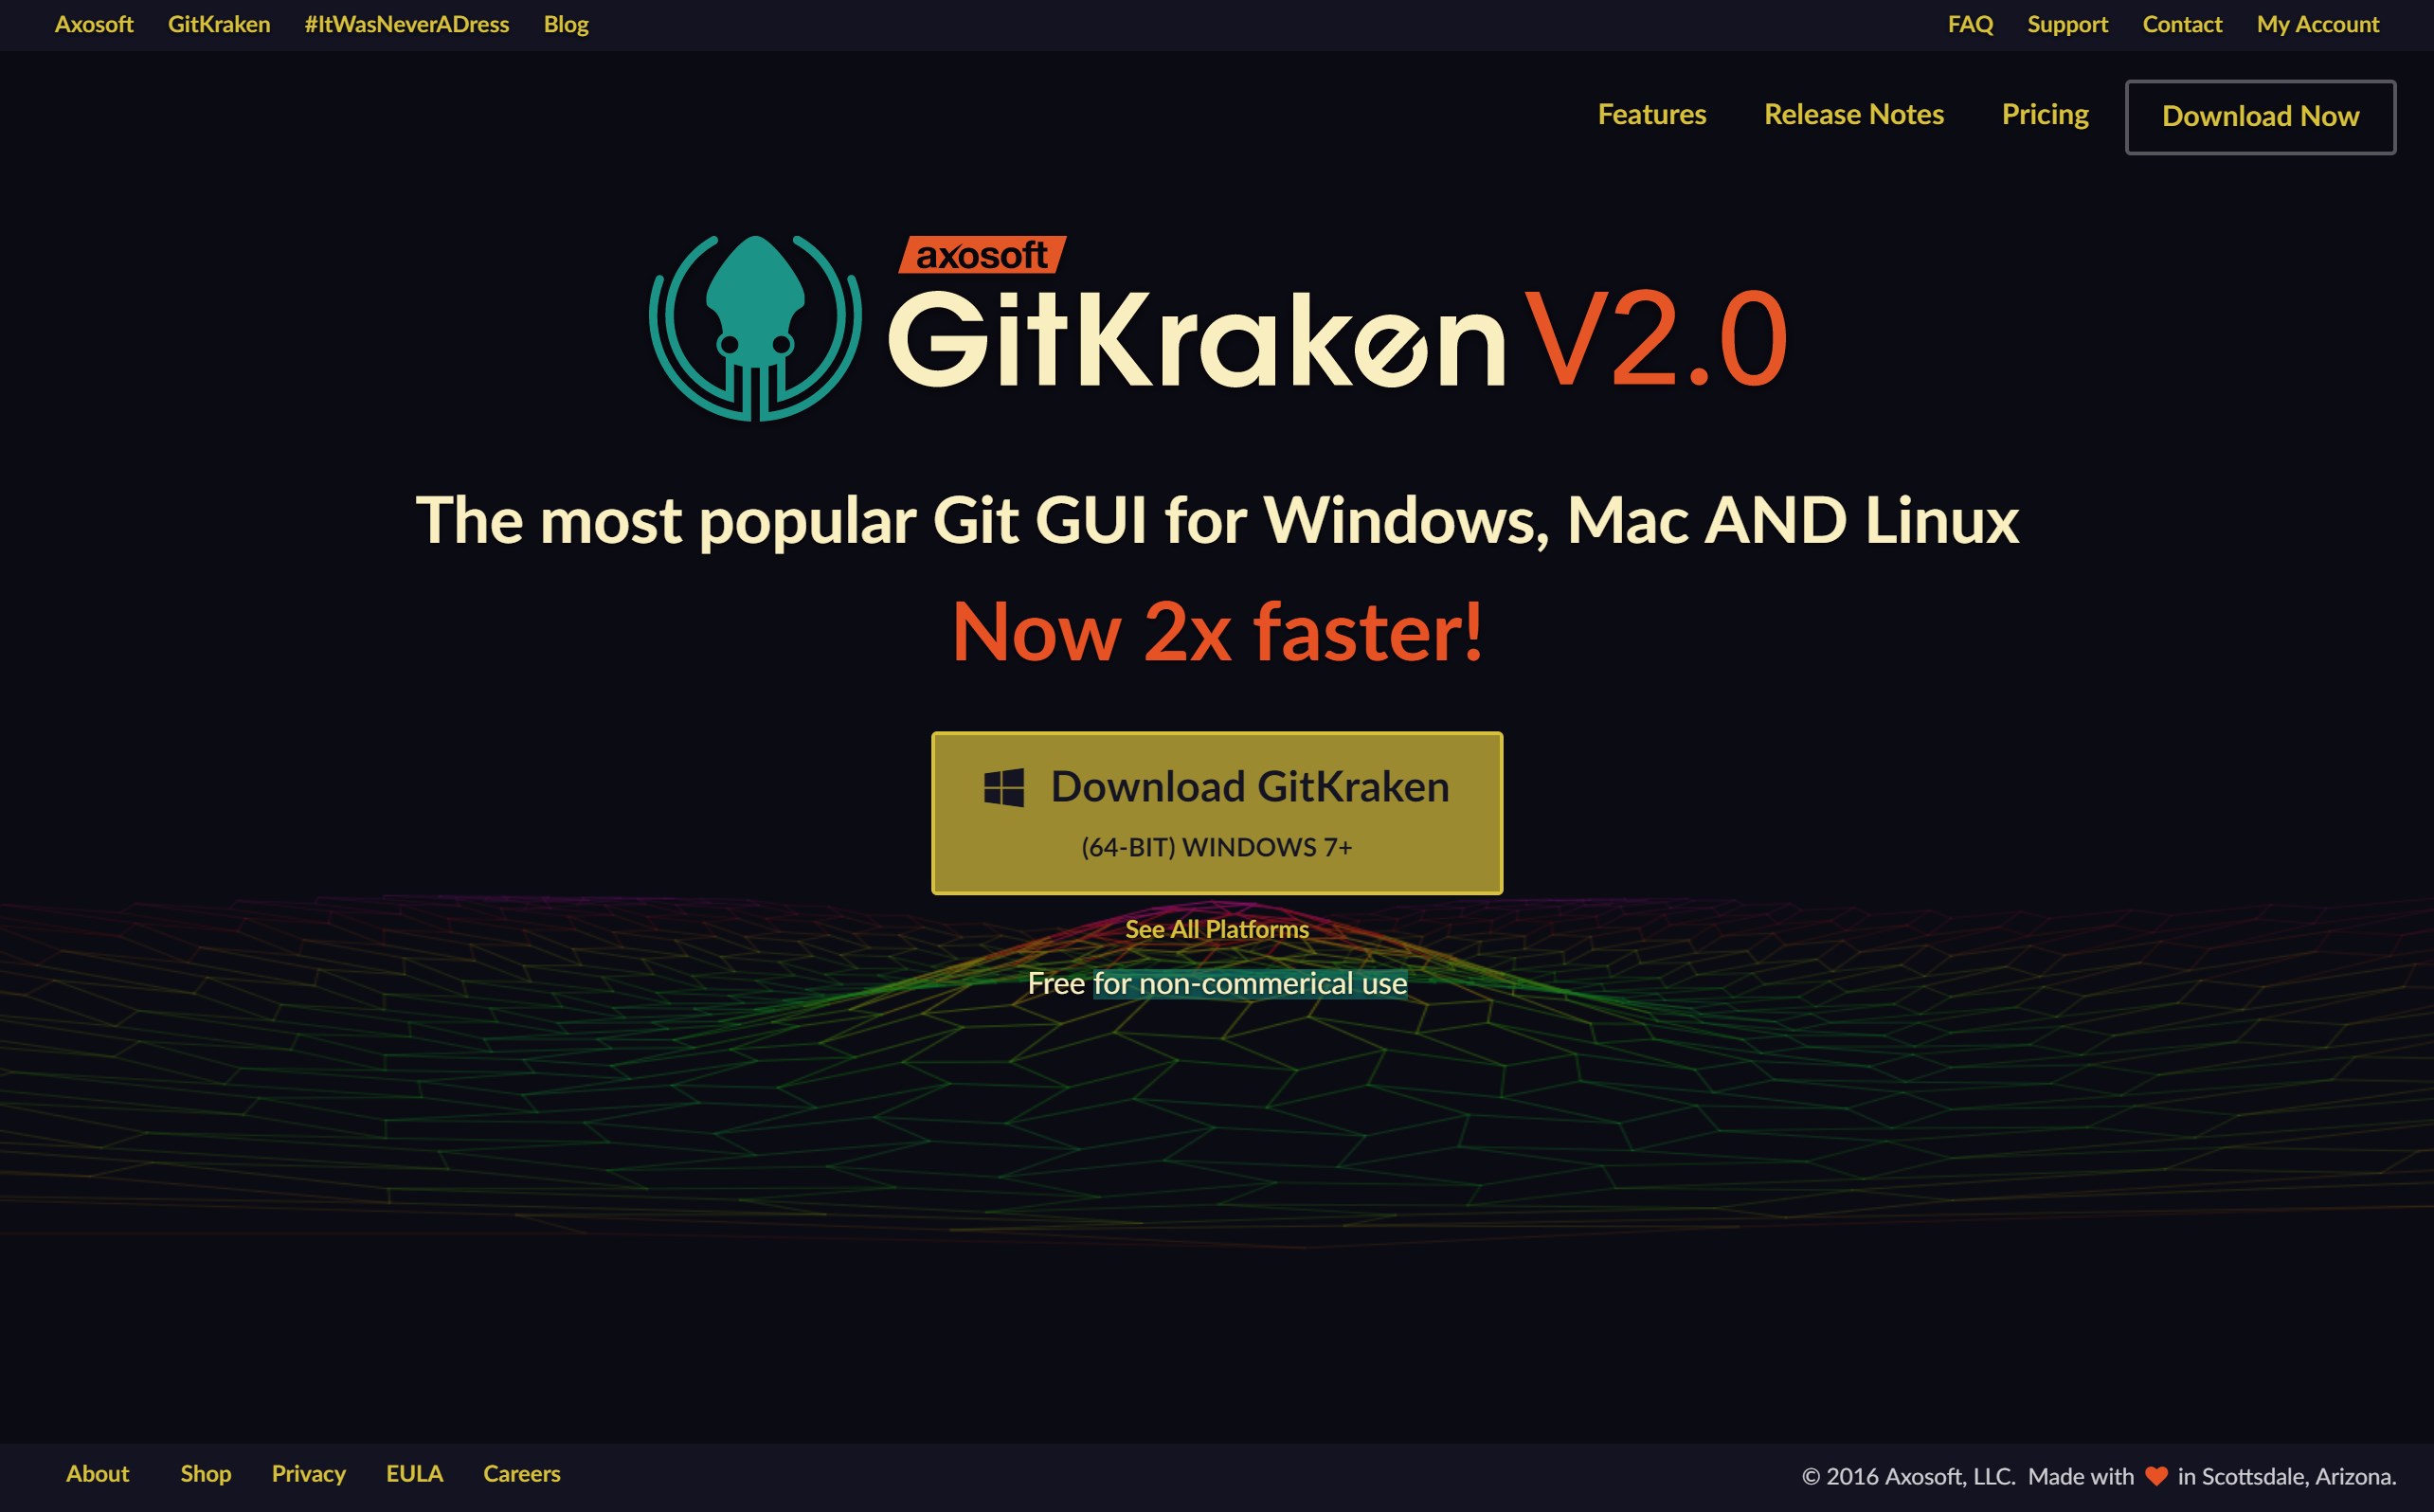 Axosoft GitKraken #ItWasNeverADress Blog FAQ Support Contact My Account
Features Release Notes Pricing Download Now
axosoft
GitKraken V2.0
The most popular Git GUI for Windows, Mac AND Linux
Now 2x faster!
Download GitKraken
(64-BIT) WINDOWS 7+
See All Platforms
Free for non-commerical use
About Shop Privacy EULA Careers © 2016 Axosoft, LLC. Made with in Scottsdale, Arizona.